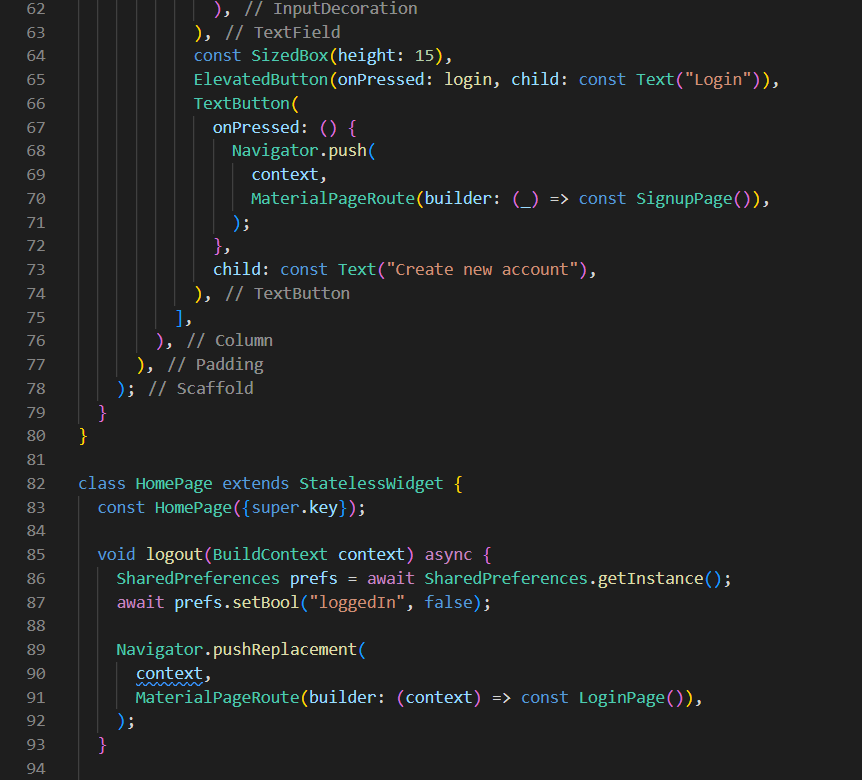 62 ), // InputDecoration
63 ), // TextField
64 const SizedBox(height: 15),
65 ElevatedButton(onPressed: login, child: const Text("Login")),
66 TextButton(
67 onPressed: () {
68 Navigator.push(
69 context,
70 MaterialPageRoute(builder: (_) => const SignupPage()),
71 );
72 },
73 child: const Text("Create new account"),
74 ), // TextButton
75 ],
76 ), // Column
77 ), // Padding
78 ); // Scaffold
79 }
80 }
81
82 class HomePage extends StatelessWidget {
83 const HomePage({super.key});
84
85 void logout(BuildContext context) async {
86 SharedPreferences prefs = await SharedPreferences.getInstance();
87 await prefs.setBool("loggedIn", false);
88
89 Navigator.pushReplacement(
90 context,
91 MaterialPageRoute(builder: (context) => const LoginPage()),
92 );
93 }
94